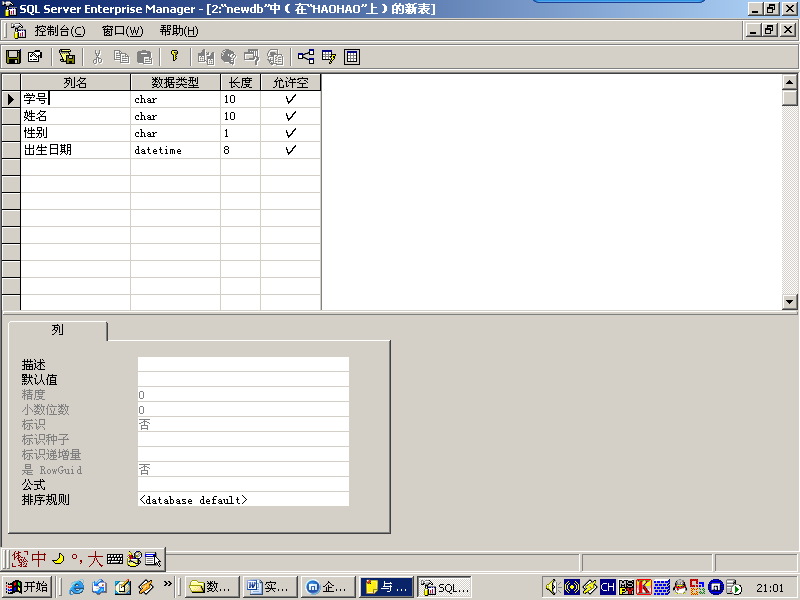 SQL Server Enterprise Manager - [2:“newdb”中（在“HAOHAO”上）的新表]
控制台(C) 窗口(W) 帮助(H)
列名 数据类型 长度 允许空
学号 char 10
姓名 char 10
性别 char 1
出生日期 datetime 8
列
描述
默认值
精度 0
小数位数 0
标识 否
标识种子
标识递增量
是 RowGuid 否
公式
排序规则 <database default>
中 大
开始 数... 实... 企... 与 ... SQL... CH 21:01